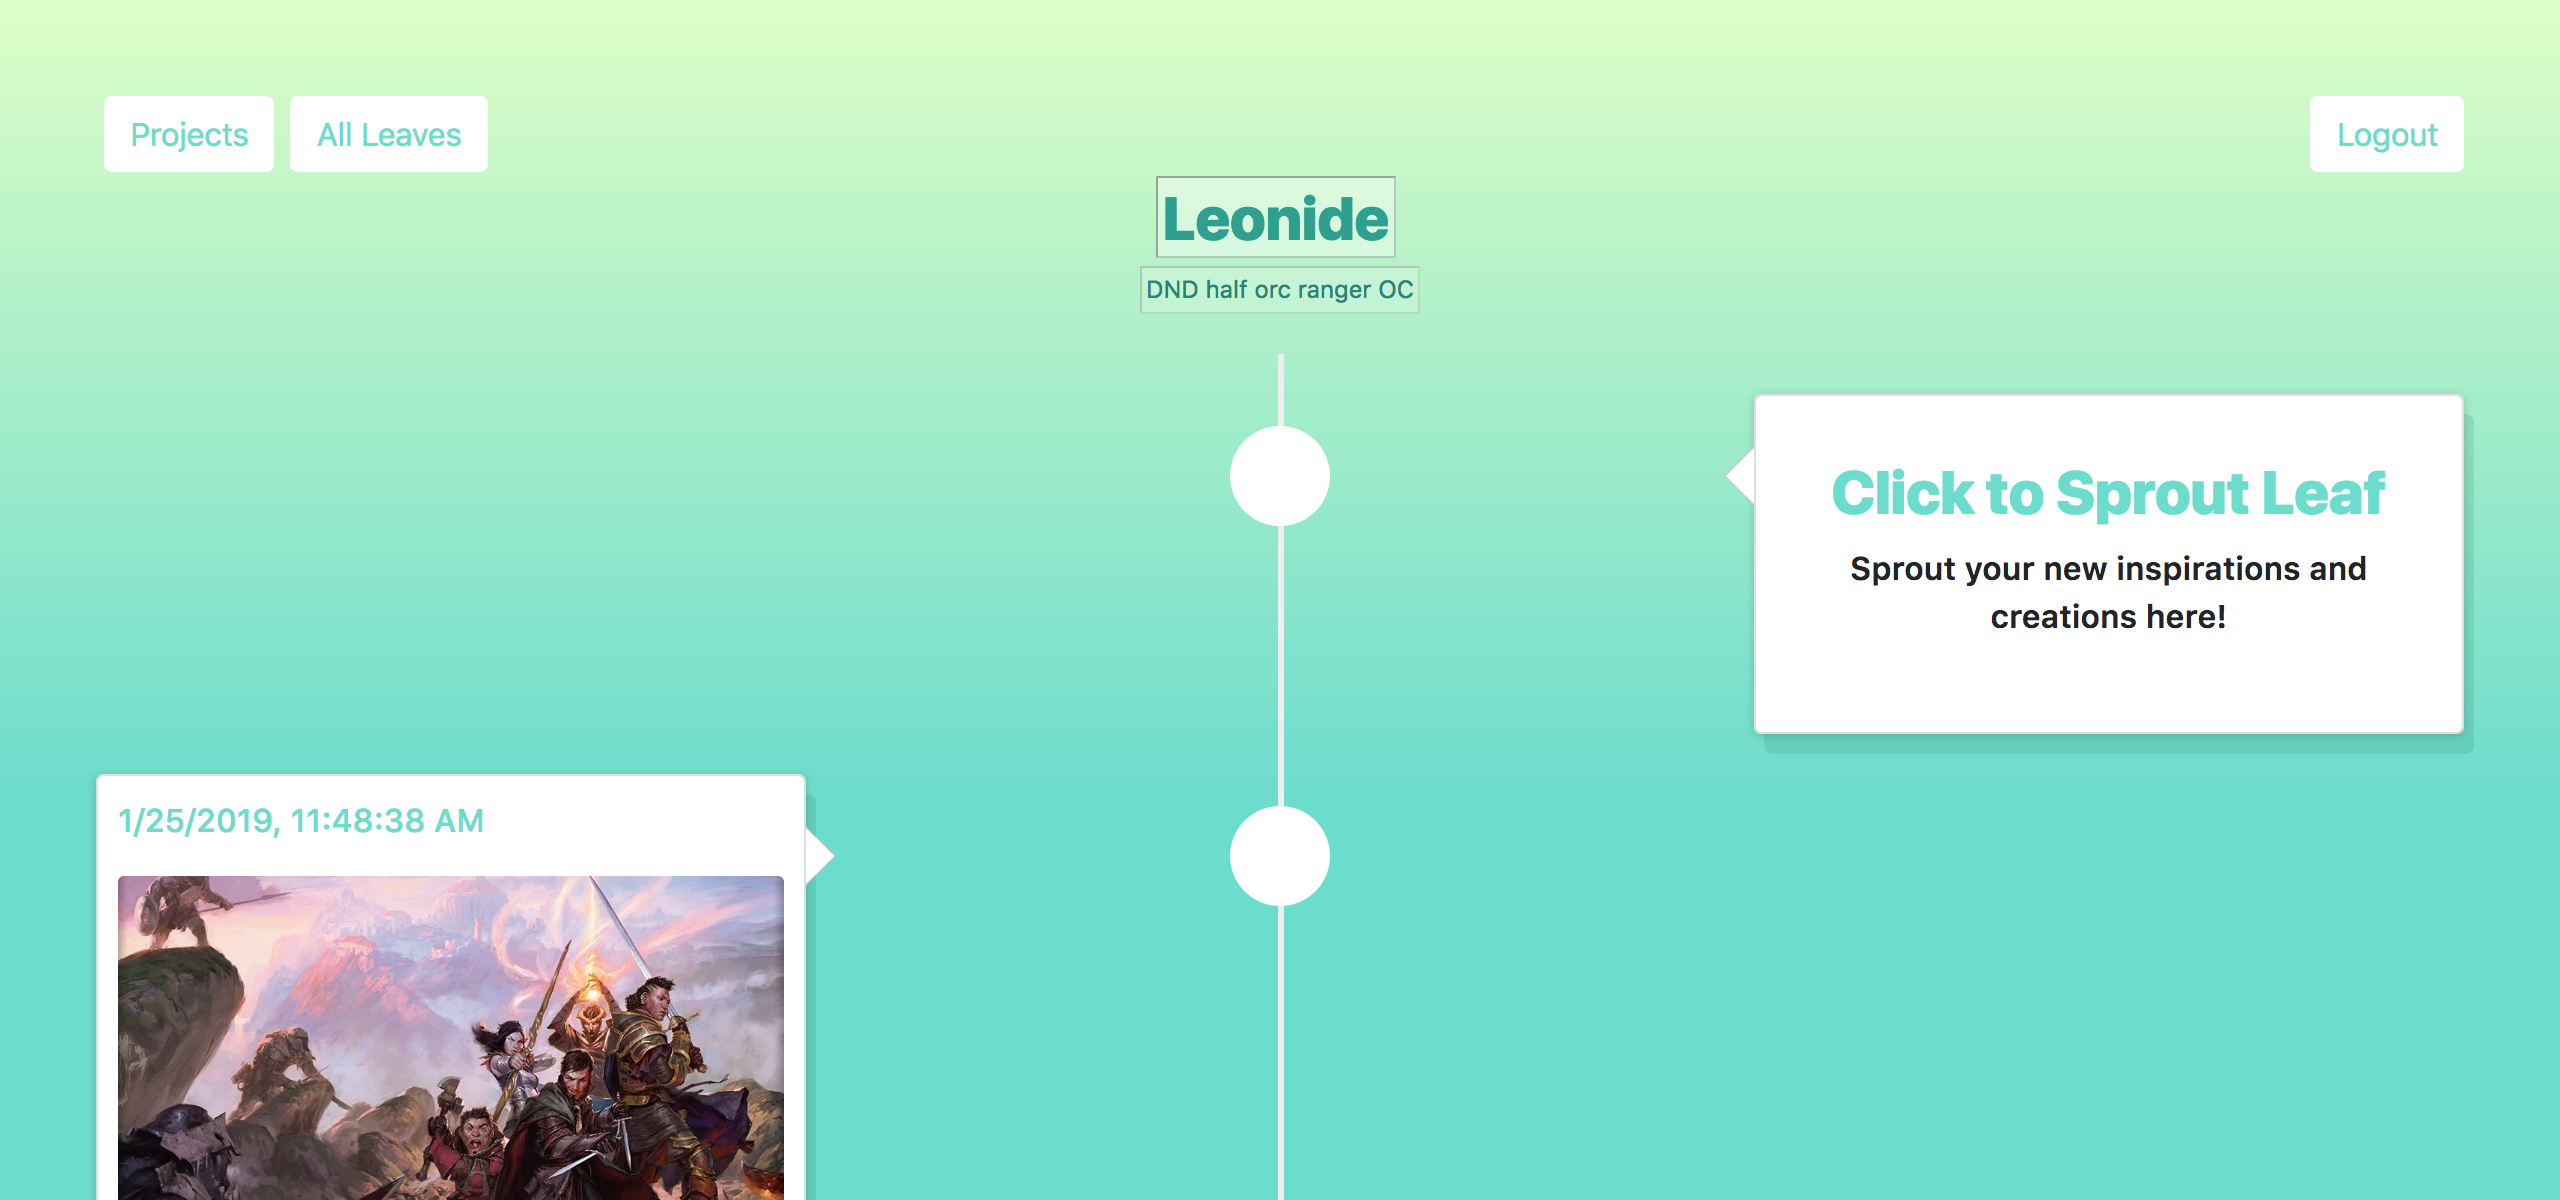 Projects
All Leaves
Logout
Leonide
DND half orc ranger OC
Click to Sprout Leaf
Sprout your new inspirations and
creations here!
1/25/2019, 11:48:38 AM